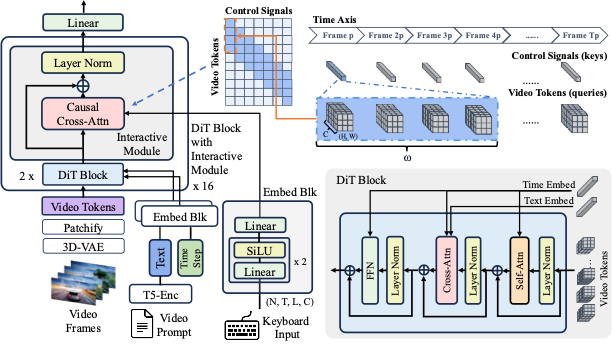 Linear
Layer Norm
Causal
Cross-Attn
Interactive
Module
2 x
DiT Block
x 16
DiT Block
with
Interactive
Module
Video Tokens
Patchify
3D-VAE
Video
Frames
Embed Blk
Text
Time
Step
T5-Enc
Video
Prompt
Embed Blk
Linear
SiLU
x 2
Linear
(N, T, L, C)
Keyboard
Input
Control Signals
Video Tokens
Time Axis
Frame p
Frame 2p
Frame 3p
Frame 4p
......
Frame Tp
Control Signals (keys)
......
Video Tokens (queries)
C
(H, W)
......
ω
DiT Block
Time Embed
Text Embed
FFN
Layer Norm
Cross-Attn
Layer Norm
Self-Attn
Layer Norm
...
Video Tokens